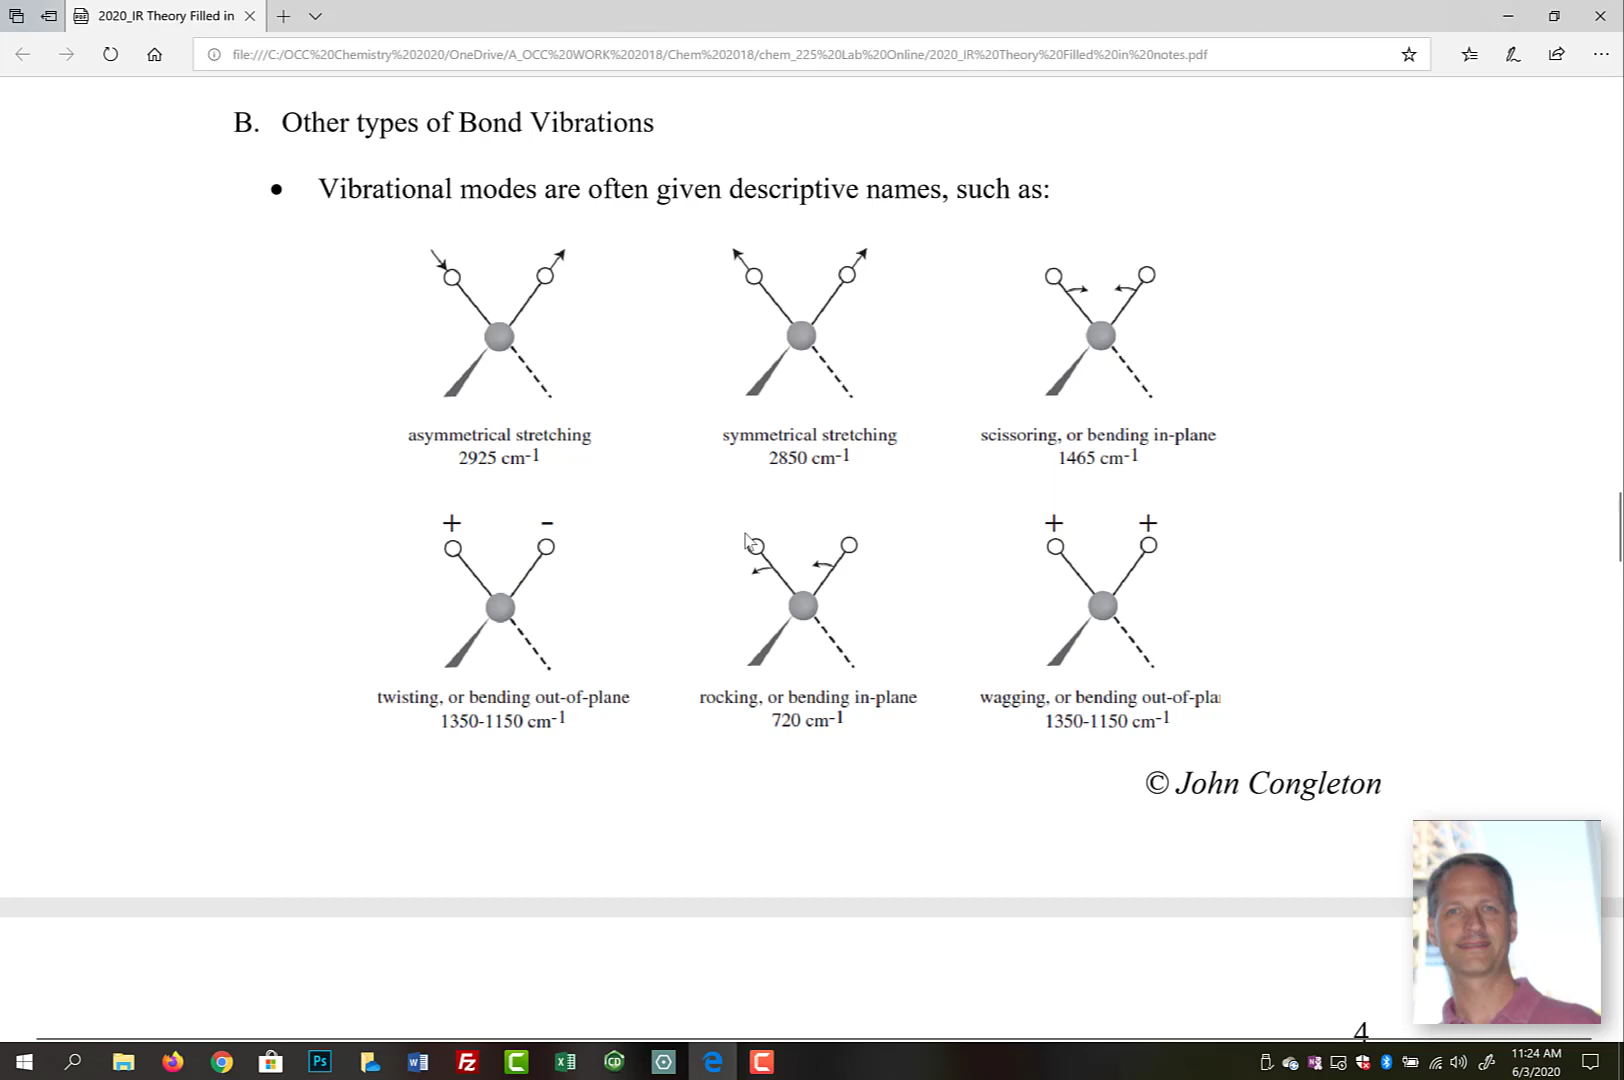 2020_IR Theory Filled in
file:///C:/OCC%20Chemistry%202020/OneDrive/A_OCC%20WORK%202018/Chem%202018/chem_225%20Lab%20Online/2020_IR%20Theory%20Filled%20in%20notes.pdf
B. Other types of Bond Vibrations
• Vibrational modes are often given descriptive names, such as:
asymmetrical stretching
2925 cm-1
symmetrical stretching
2850 cm-1
scissoring, or bending in-plane
1465 cm-1
+ -
+ +
twisting, or bending out-of-plane
1350-1150 cm-1
rocking, or bending in-plane
720 cm-1
wagging, or bending out-of-pla
1350-1150 cm-1
© John Congleton
4
Ps
W
FZ
C
X
CD
e
C
N
11:24 AM
6/3/2020